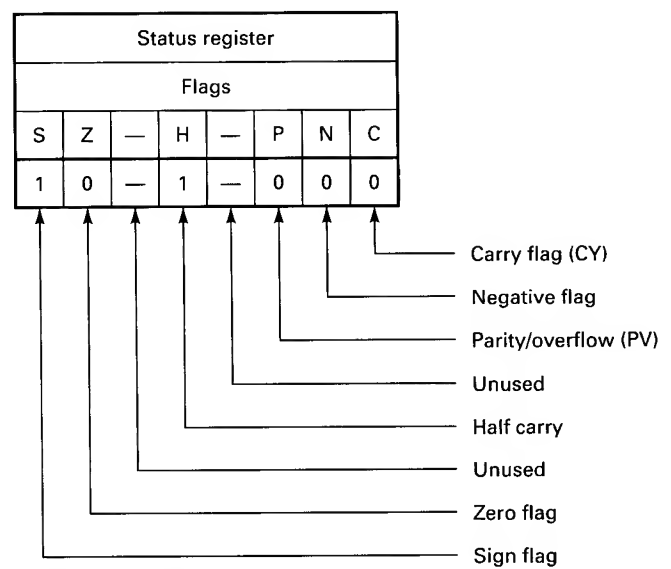 Status register
Flags
S Z — H — P N C
1 0 — 1 — 0 0 0
Carry flag (CY)
Negative flag
Parity/overflow (PV)
Unused
Half carry
Unused
Zero flag
Sign flag